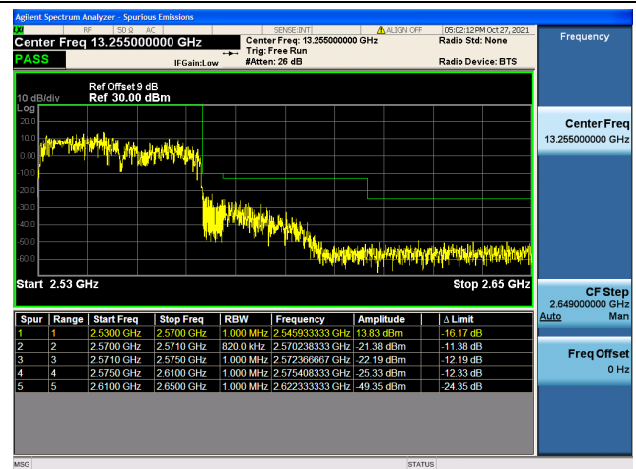 Agilent Spectrum Analyzer - Spurious Emissions
RF 50 Ω AC SENSE:INT ALIGN OFF 05:02:12 PM Oct 27, 2021
Center Freq 13.255000000 GHz Center Freq: 13.255000000 GHz Radio Std: None
Trig: Free Run
PASS IFGain:Low #Atten: 26 dB Radio Device: BTS
Ref Offset 9 dB
10 dB/div Ref 30.00 dBm
Log
20.0
10.0
0.00
-10.0
-20.0
-30.0
-40.0
-50.0
-60.0
Start 2.53 GHz Stop 2.65 GHz
Spur Range Start Freq Stop Freq RBW Frequency Amplitude Δ Limit
1 1 2.5300 GHz 2.5700 GHz 1.000 MHz 2.545933333 GHz 13.83 dBm -16.17 dB
2 2 2.5700 GHz 2.5710 GHz 820.0 kHz 2.570238333 GHz -21.38 dBm -11.38 dB
3 3 2.5710 GHz 2.5750 GHz 1.000 MHz 2.572366667 GHz -22.19 dBm -12.19 dB
4 4 2.5750 GHz 2.6100 GHz 1.000 MHz 2.575408333 GHz -25.33 dBm -12.33 dB
5 5 2.6100 GHz 2.6500 GHz 1.000 MHz 2.622333333 GHz -49.35 dBm -24.35 dB
MSG STATUS
Frequency
Center Freq
13.255000000 GHz
CF Step
2.649000000 GHz
Auto Man
Freq Offset
0 Hz